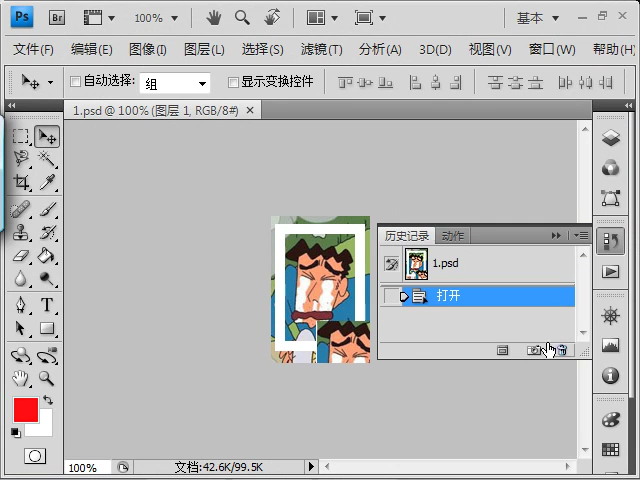 Ps Br 100% 基本
文件(F) 编辑(E) 图像(I) 图层(L) 选择(S) 滤镜(T) 分析(A) 3D(D) 视图(V) 窗口(W) 帮助(H)
自动选择: 组 显示变换控件
1.psd @ 100% (图层 1, RGB/8#) ×
历史记录 动作
1.psd
打开
T
100% 文档:42.6K/99.5K